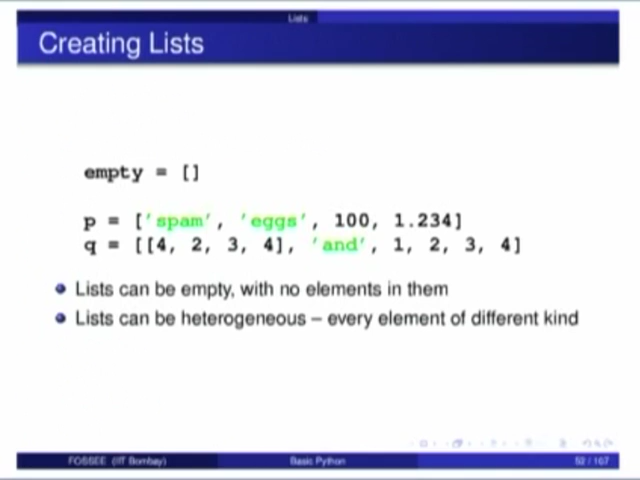 Lists
Creating Lists
empty = []
p = ['spam', 'eggs', 100, 1.234]
q = [[4, 2, 3, 4], 'and', 1, 2, 3, 4]
Lists can be empty, with no elements in them
Lists can be heterogeneous – every element of different kind
FOSSEE (IIT Bombay)
Basic Python
52 / 167